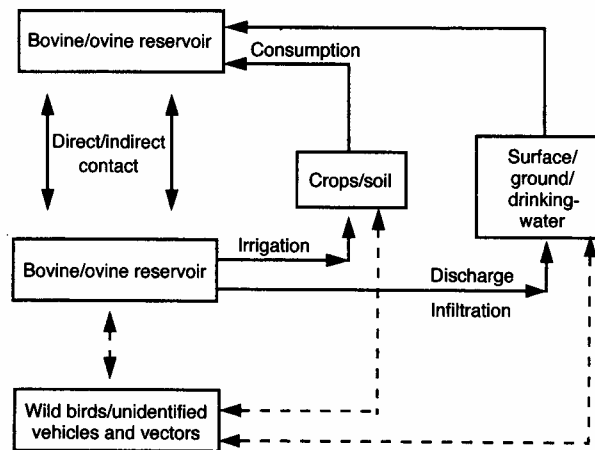 Bovine/ovine reservoir
Consumption
Direct/indirect
contact
Crops/soil
Surface/
ground/
drinking-
water
Irrigation
Bovine/ovine reservoir
Discharge
Infiltration
Wild birds/unidentified
vehicles and vectors